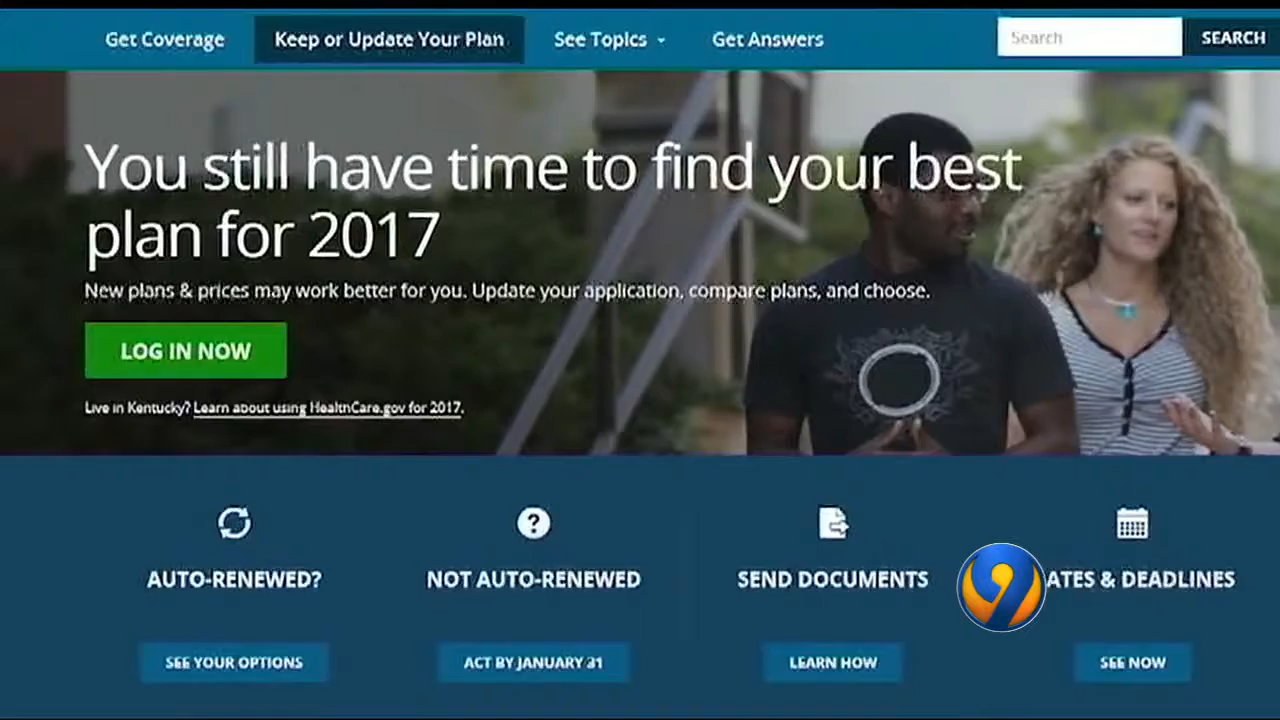 Get Coverage
Keep or Update Your Plan
See Topics
Get Answers
Search
SEARCH
You still have time to find your best
plan for 2017
New plans & prices may work better for you. Update your application, compare plans, and choose.
LOG IN NOW
Live in Kentucky? Learn about using HealthCare.gov for 2017.
AUTO-RENEWED?
NOT AUTO-RENEWED
SEND DOCUMENTS
ATES & DEADLINES
SEE YOUR OPTIONS
ACT BY JANUARY 31
LEARN HOW
SEE NOW
9